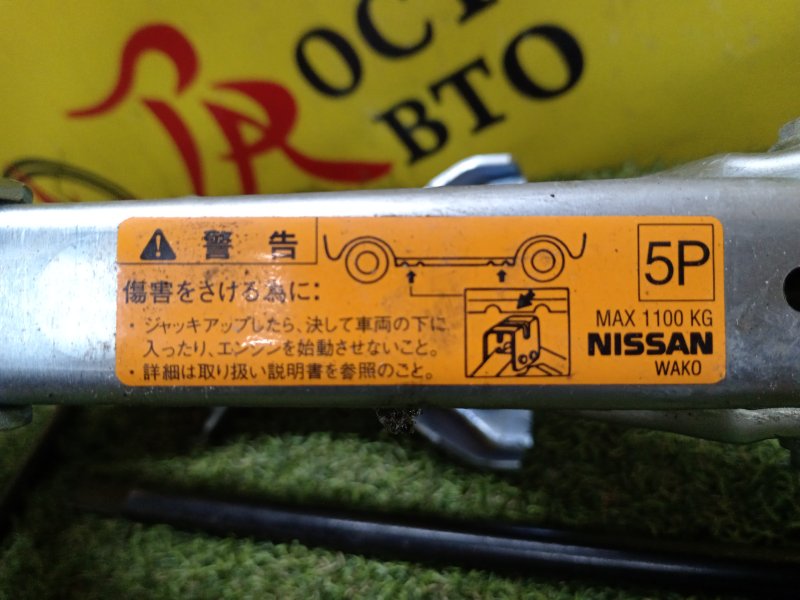 ОСТ
ВТО
警告
傷害をさける為に:
・ジャッキアップしたら、決して車両の下に
入ったり、エンジンを始動させないこと。
・詳細は取り扱い説明書を参照のこと。
5P
MAX 1100 KG
NISSAN
WAKO